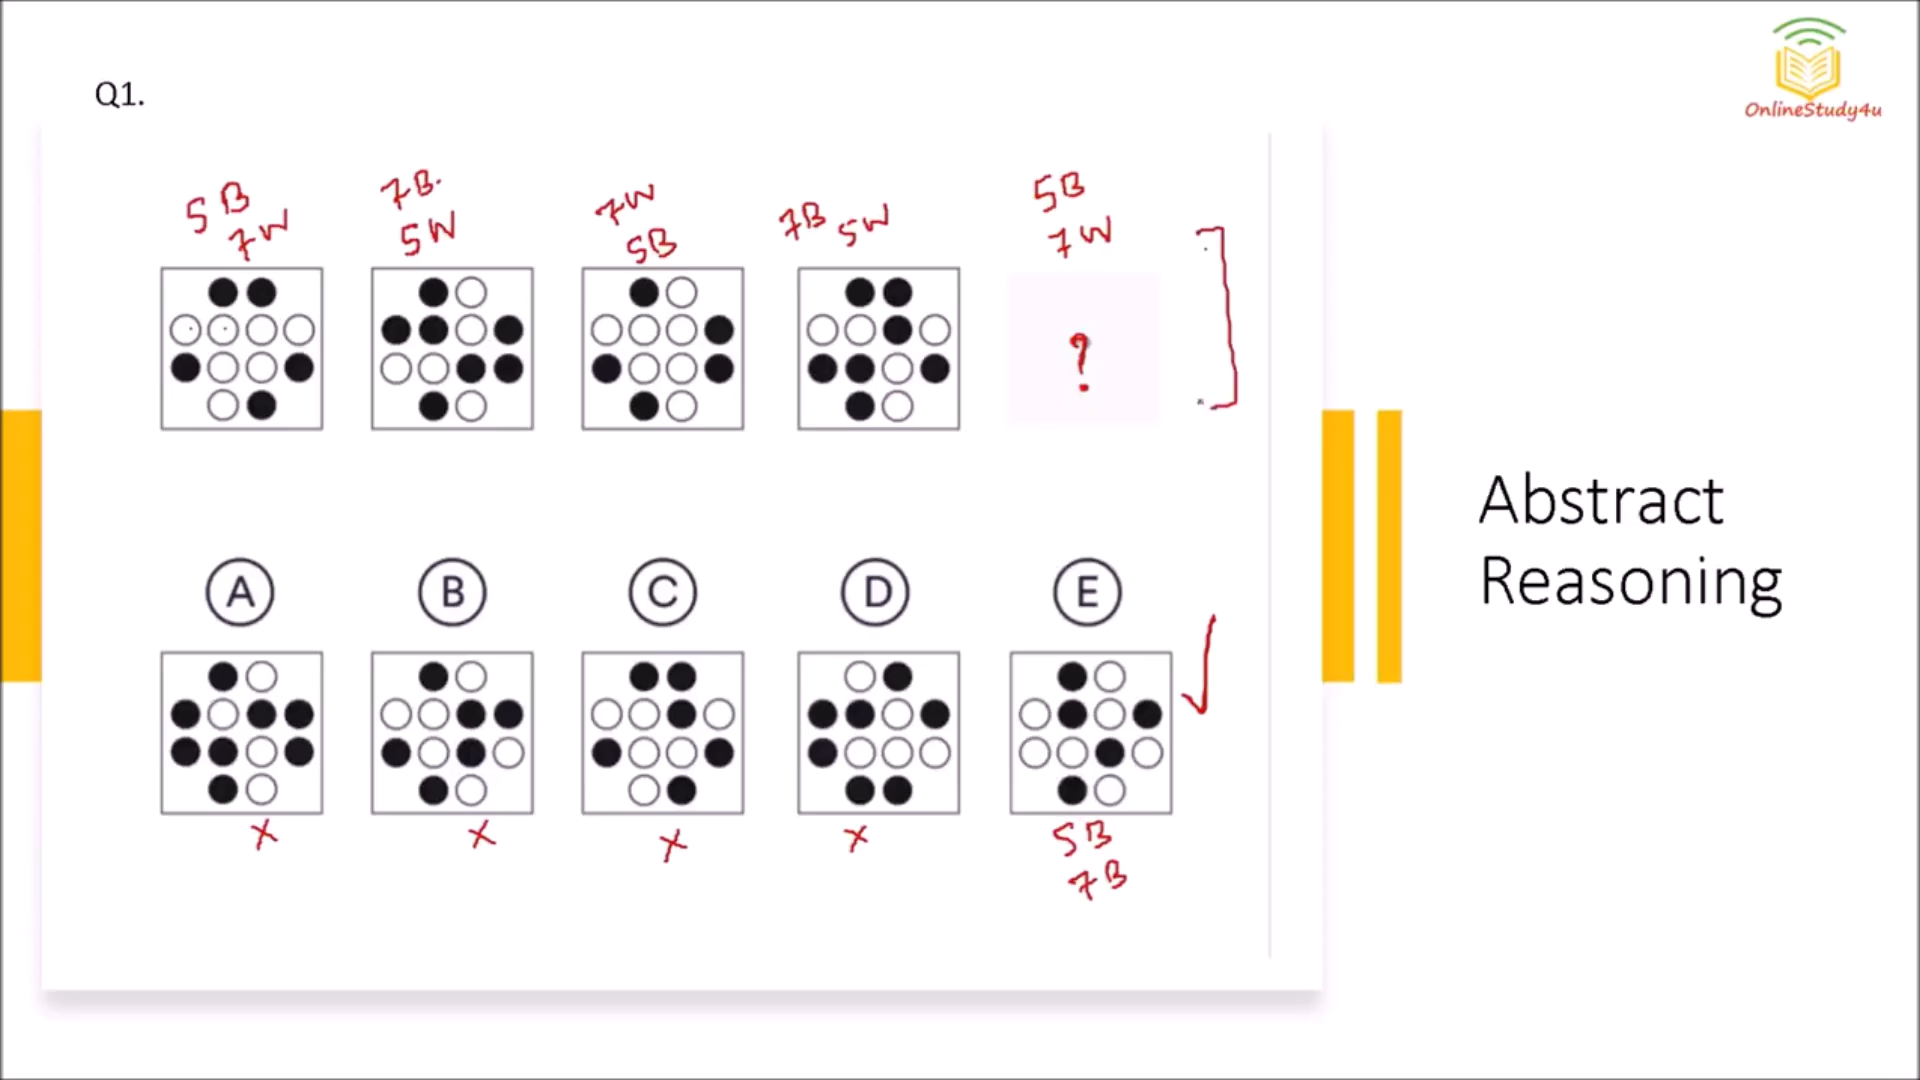 OnlineStudy4u
Q1.
5B
7W
7B.
5W
7W
5B
7B 5W
5B
7W
?
A
B
C
D
E
x
x
x
x
5B
7B
Abstract
Reasoning